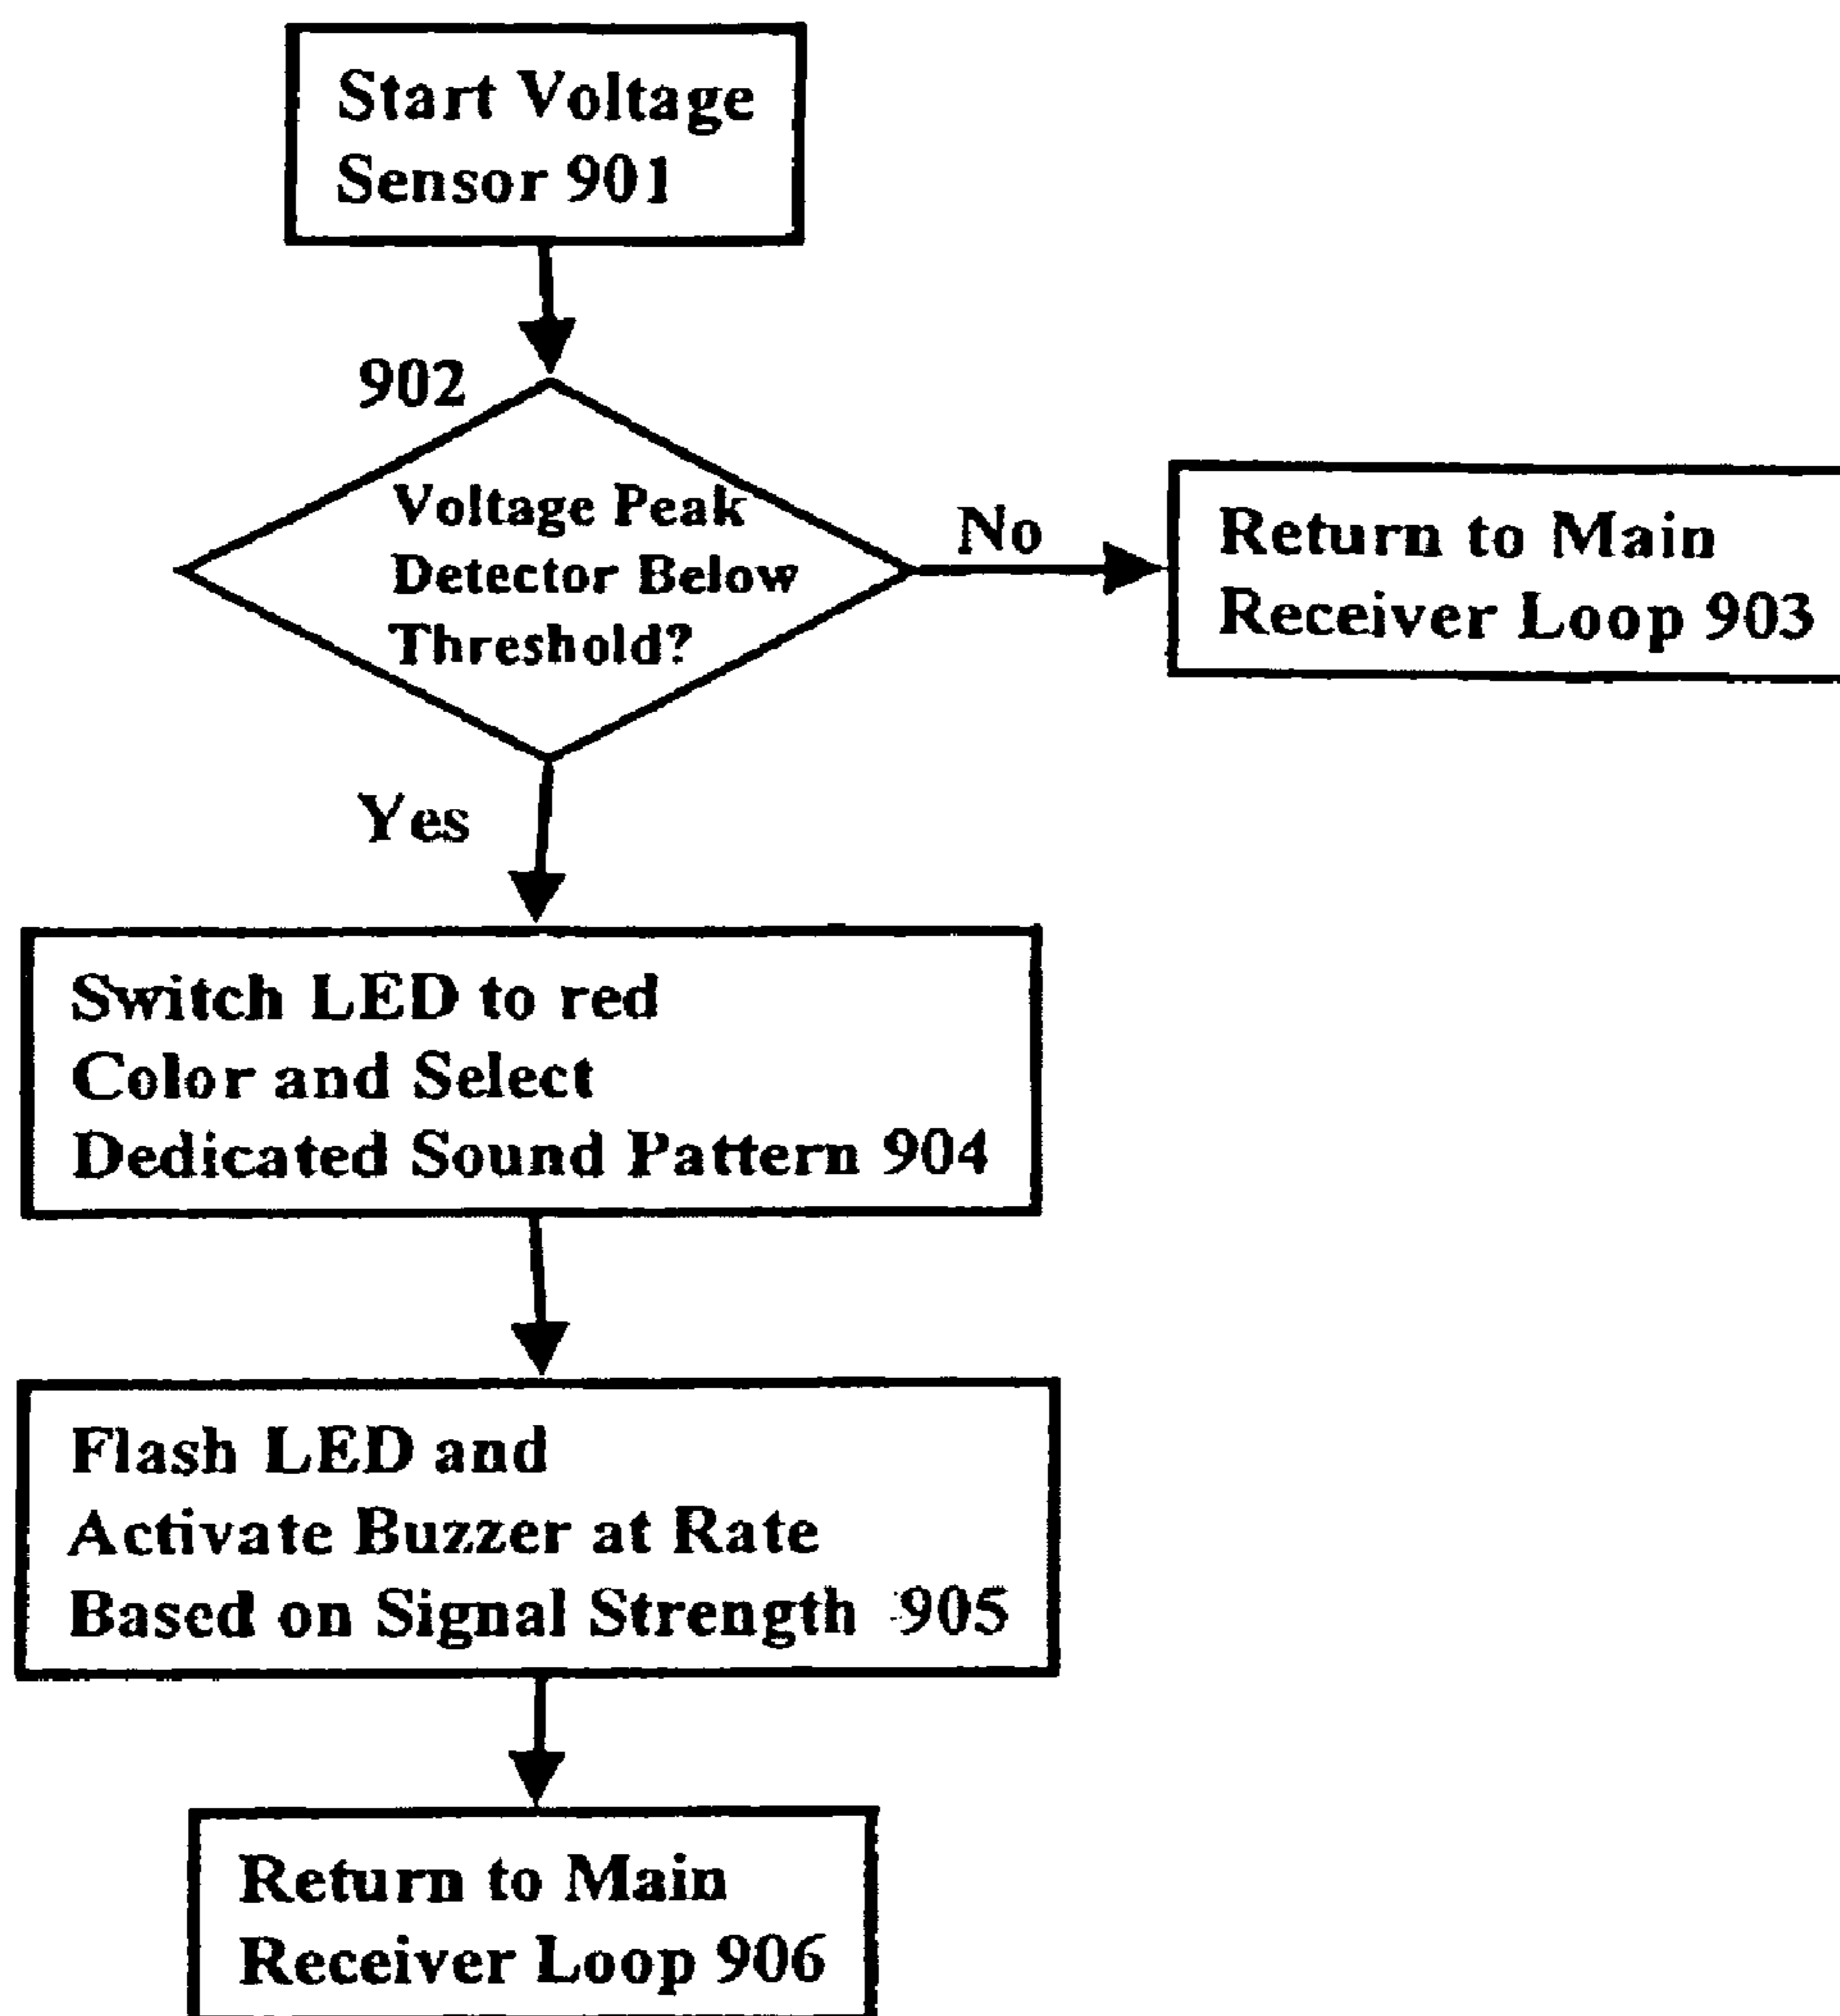 Start Voltage
Sensor 901
902
Voltage Peak
Detector Below
Threshold?
No
Return to Main
Receiver Loop 903
Yes
Switch LED to red
Color and Select
Dedicated Sound Pattern 904
Flash LED and
Activate Buzzer at Rate
Based on Signal Strength 905
Return to Main
Receiver Loop 906